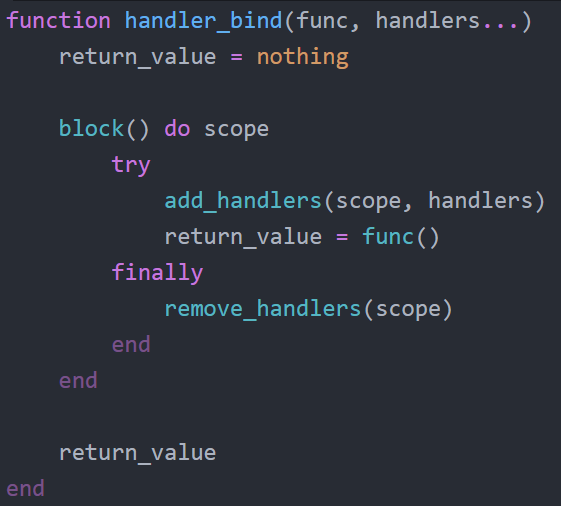 function handler_bind(func, handlers...)
    return_value = nothing

    block() do scope
        try
            add_handlers(scope, handlers)
            return_value = func()
        finally
            remove_handlers(scope)
        end
    end

    return_value
end